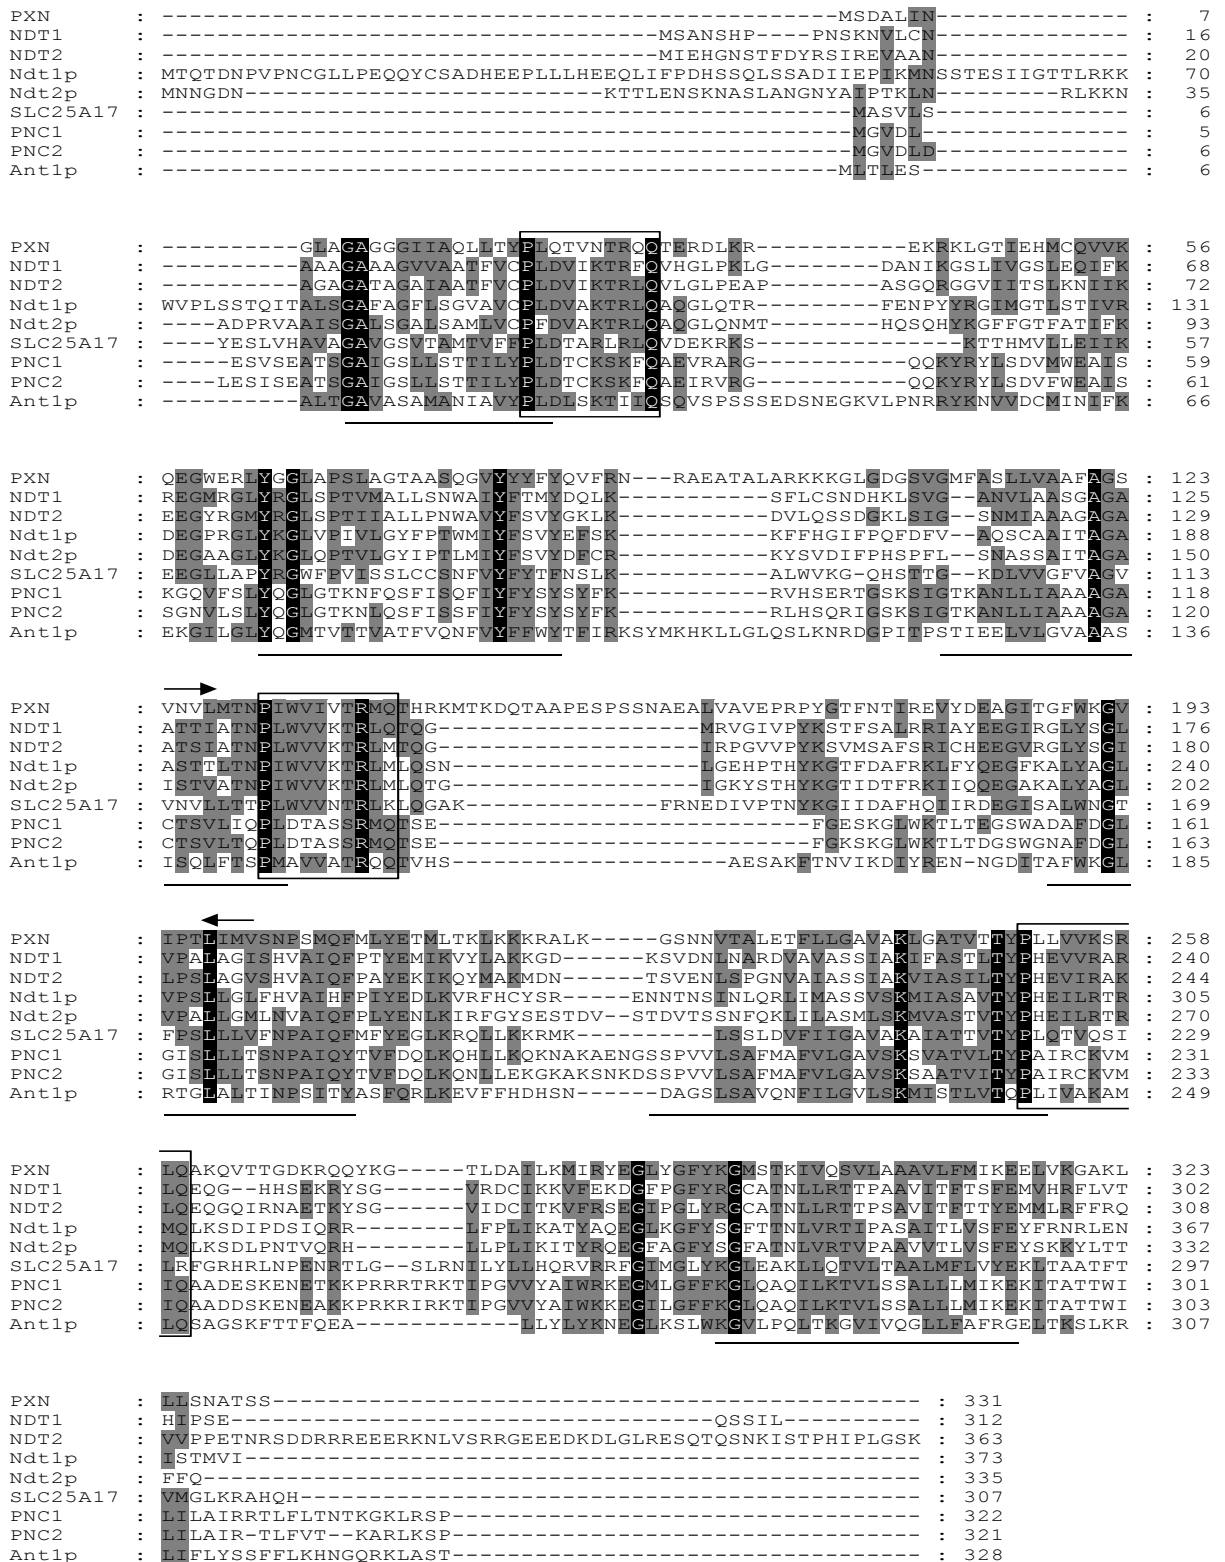 PXN : -------------------------------------------------MSDALIN-------------- : 7
NDT1 : ------------------------------------MSANSHP----PNSKNVLCN-------------- : 16
NDT2 : ------------------------------------MIEHGNSTFDYRSIREVAAN-------------- : 20
Ndt1p : MTQTDNPVPNCGLLPEQQYCSADHEEPLLLHEEQLIFPDHSSQLSSADIIEPIKMNSSTESIIGTTLRKK : 70
Ndt2p : MNNGDN--------------------------KTTLENSKNASLANGNYAIPTKLN---------RLKKN : 35
SLC25A17 : --------------------------------------------------MASVLS-------------- : 6
PNC1 : --------------------------------------------------MGVDL--------------- : 5
PNC2 : --------------------------------------------------MGVDLD-------------- : 6
Ant1p : -------------------------------------------------MLTLES--------------- : 6
PXN : ----------GLAGAGGGIIAQLLTYPLQTVNTRQQTERDLKR-----------EKRKLGTIEHMCQVVK : 56
NDT1 : ----------AAAGAAAGVVAATFVCPLDVIKTRFQVHGLPKLG--------DANIKGSLIVGSLEQIFK : 68
NDT2 : ----------AGAGATAGAIAATFVCPLDVIKTRLQVLGLPEAP--------ASGQRGGVIITSLKNIIK : 72
Ndt1p : WVPLSSTQITALSGAFAGFLSGVAVCPLDVAKTRLQAQGLQTR---------FENPYYRGIMGTLSTIVR : 131
Ndt2p : ----ADPRVAAISGALSGALSAMLVCPFDVAKTRLQAQGLQNMT--------HQSQHYKGFFGTFATIFK : 93
SLC25A17 : ----YESLVHAVAGAVGSVTAMTVFFPLDTARLRLQVDEKRKS---------------KTTHMVLLEIIK : 57
PNC1 : -----ESVSEATSGAIGSLLSTTILYPLDTCKSKFQAEVRARG-----------QQKYRYLSDVMWEAIS : 59
PNC2 : ----LESISEATSGAIGSLLSTTILYPLDTCKSKFQAEIRVRG-----------QQKYRYLSDVFWEAIS : 61
Ant1p : ----------ALTGAVASAMANIAVYPLDLSKTIIQSQVSPSSSEDSNEGKVLPNRRYKNVVDCMINIFK : 66
PXN : QEGWERLYGGLAPSLAGTAASQGVYYYFYQVFRN---RAEATALARKKKGLGDGSVGMFASLLVAAFAGS : 123
NDT1 : REGMRGLYRGLSPTVMALLSNWAIYFTMYDQLK-----------SFLCSNDHKLSVG--ANVLAASGAGA : 125
NDT2 : EEGYRGMYRGLSPTIIALLPNWAVYFSVYGKLK-----------DVLQSSDGKLSIG--SNMIAAAGAGA : 129
Ndt1p : DEGPRGLYKGLVPIVLGYFPTWMIYFSVYEFSK-----------KFFHGIFPQFDFV--AQSCAAITAGA : 188
Ndt2p : DEGAAGLYKGLQPTVLGYIPTLMIYFSVYDFCR-----------KYSVDIFPHSPFL--SNASSAITAGA : 150
SLC25A17 : EEGLLAPYRGWFPVISSLCCSNFVYFYTFNSLK-----------ALWVKG-QHSTTG--KDLVVGFVAGV : 113
PNC1 : KGQVFSLYQGLGTKNFQSFISQFIYFYSYSYFK-----------RVHSERTGSKSIGTKANLLIAAAAGA : 118
PNC2 : SGNVLSLYQGLGTKNLQSFISSFIYFYSYSYFK-----------RLHSQRIGSKSIGTKANLLIAAAAGA : 120
Ant1p : EKGILGLYQGMTVTTVATFVQNFVYFFWYTFIRKSYMKHKLLGLQSLKNRDGPITPSTIEELVLGVAAAS : 136
PXN : VNVLMTNPIWVIVTRMQTHRKMTKDQTAAPESPSSNAEALVAVEPRPYGTFNTIREVYDEAGITGFWKGV : 193
NDT1 : ATTIATNPLWVVKTRLQTQG-------------------MRVGIVPYKSTFSALRRIAYEEGIRGLYSGL : 176
NDT2 : ATSIATNPLWVVKTRLMTQG-------------------IRPGVVPYKSVMSAFSRICHEEGVRGLYSGI : 180
Ndt1p : ASTTLTNPIWVVKTRLMLQSN------------------LGEHPTHYKGTFDAFRKLFYQEGFKALYAGL : 240
Ndt2p : ISTVATNPIWVVKTRLMLQTG------------------IGKYSTHYKGTIDTFRKIIQQEGAKALYAGL : 202
SLC25A17 : VNVLLTTPLWVVNTRLKLQGAK--------------FRNEDIVPTNYKGIIDAFHQIIRDEGISALWNGT : 169
PNC1 : CTSVLIQPLDTASSRMQTSE---------------------------FGESKGLWKTLTEGSWADAFDGL : 161
PNC2 : CTSVLTQPLDTASSRMQTSE---------------------------FGKSKGLWKTLTDGSWGNAFDGL : 163
Ant1p : ISQLFTSPMAVVATRQQTVHS--------------------AESAKFTNVIKDIYREN-NGDITAFWKGL : 185
PXN : IPTLIMVSNPSMQFMLYETMLTKLKKKRALK-----GSNNVTALETFLLGAVAKLGATVTTYPLLVVKSR : 258
NDT1 : VPALAGISHVAIQFPTYEMIKVYLAKKGD------KSVDNLNARDVAVASSIAKIFASTLTYPHEVVRAR : 240
NDT2 : LPSLAGVSHVAIQFPAYEKIKQYMAKMDN------TSVENLSPGNVAIASSIAKVIASILTYPHEVIRAK : 244
Ndt1p : VPSLLGLFHVAIHFPIYEDLKVRFHCYSR-----ENNTNSINLQRLIMASSVSKMIASAVTYPHEILRTR : 305
Ndt2p : VPALLGMLNVAIQFPLYENLKIRFGYSESTDV--STDVTSSNFQKLILASMLSKMVASTVTYPHEILRTR : 270
SLC25A17 : FPSLLLVFNPAIQFMFYEGLKRQLLKKRMK----------LSSLDVFIIGAVAKAIATTVTYPLQTVQSI : 229
PNC1 : GISLLLTSNPAIQYTVFDQLKQHLLKQKNAKAENGSSPVVLSAFMAFVLGAVSKSVATVLTYPAIRCKVM : 231
PNC2 : GISLLLTSNPAIQYTVFDQLKQNLLEKGKAKSNKDSSPVVLSAFMAFVLGAVSKSAATVITYPAIRCKVM : 233
Ant1p : RTGLALTINPSITYASFQRLKEVFFHDHSN------DAGSLSAVQNFILGVLSKMISTLVTQPLIVAKAM : 249
PXN : LQAKQVTTGDKRQQYKG-----TLDAILKMIRYEGLYGFYKGMSTKIVQSVLAAAVLFMIKEELVKGAKL : 323
NDT1 : LQEQG--HHSEKRYSG------VRDCIKKVFEKDGFPGFYRGCATNLLRTTPAAVITFTSFEMVHRFLVT : 302
NDT2 : LQEQGQIRNAETKYSG------VIDCITKVFRSEGIPGLYRGCATNLLRTTPSAVITFTTYEMMLRFFRQ : 308
Ndt1p : MQLKSDIPDSIQRR--------LFPLIKATYAQEGLKGFYSGFTTNLVRTIPASAITLVSFEYFRNRLEN : 367
Ndt2p : MQLKSDLPNTVQRH--------LLPLIKITYRQEGFAGFYSGFATNLVRTVPAAVVTLVSFEYSKKYLTT : 332
SLC25A17 : LRFGRHRLNPENRTLG--SLRNILYLLHQRVRRFGIMGLYKGLEAKLLQTVLTAALMFLVYEKLTAATFT : 297
PNC1 : IQAADESKENETKKPRRRTRKTIPGVVYAIWRKEGMLGFFKGLQAQILKTVLSSALLLMIKEKITATTWI : 301
PNC2 : IQAADDSKENEAKKPRKRIRKTIPGVVYAIWKKEGILGFFKGLQAQILKTVLSSALLLMIKEKITATTWI : 303
Ant1p : LQSAGSKFTTFQEA------------LLYLYKNEGLKSLWKGVLPQLTKGVIVQGLLFAFRGELTKSLKR : 307
PXN : LLSNATSS----------------------------------------------- : 331
NDT1 : HIPSE-----------------------------------QSSIL---------- : 312
NDT2 : VVPPETNRSDDRRREEERKNLVSRRGEEEDKDLGLRESQTQSNKISTPHIPLGSK : 363
Ndt1p : ISTMVI------------------------------------------------- : 373
Ndt2p : FFQ---------------------------------------------------- : 335
SLC25A17 : VMGLKRAHQH--------------------------------------------- : 307
PNC1 : LILAIRRTLFLTNTKGKLRSP---------------------------------- : 322
PNC2 : LILAIR-TLFVT--KARLKSP---------------------------------- : 321
Ant1p : LIFLYSSFFLKHNGQRKLAST---------------------------------- : 328